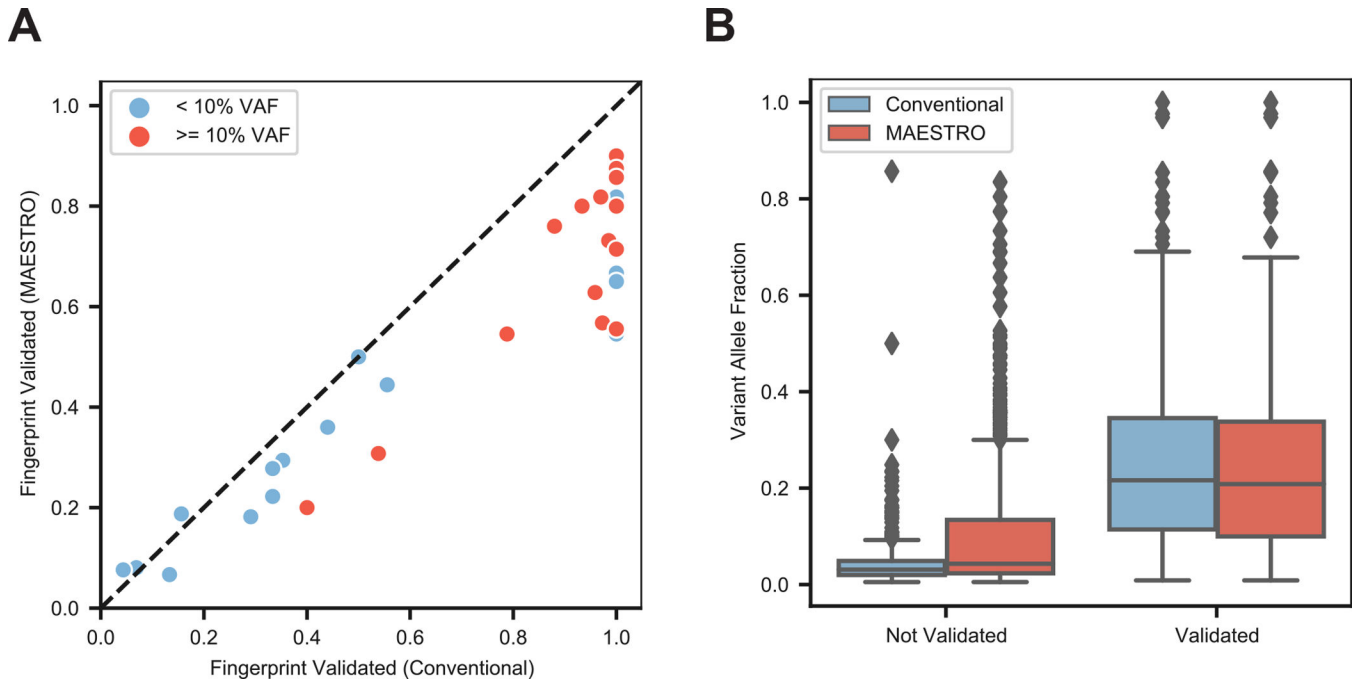 A
< 10% VAF
>= 10% VAF
Fingerprint Validated (MAESTRO)
1.0
0.8
0.6
0.4
0.2
0.0
0.0 0.2 0.4 0.6 0.8 1.0
Fingerprint Validated (Conventional)
B
Conventional
MAESTRO
Variant Allele Fraction
1.0
0.8
0.6
0.4
0.2
0.0
Not Validated Validated